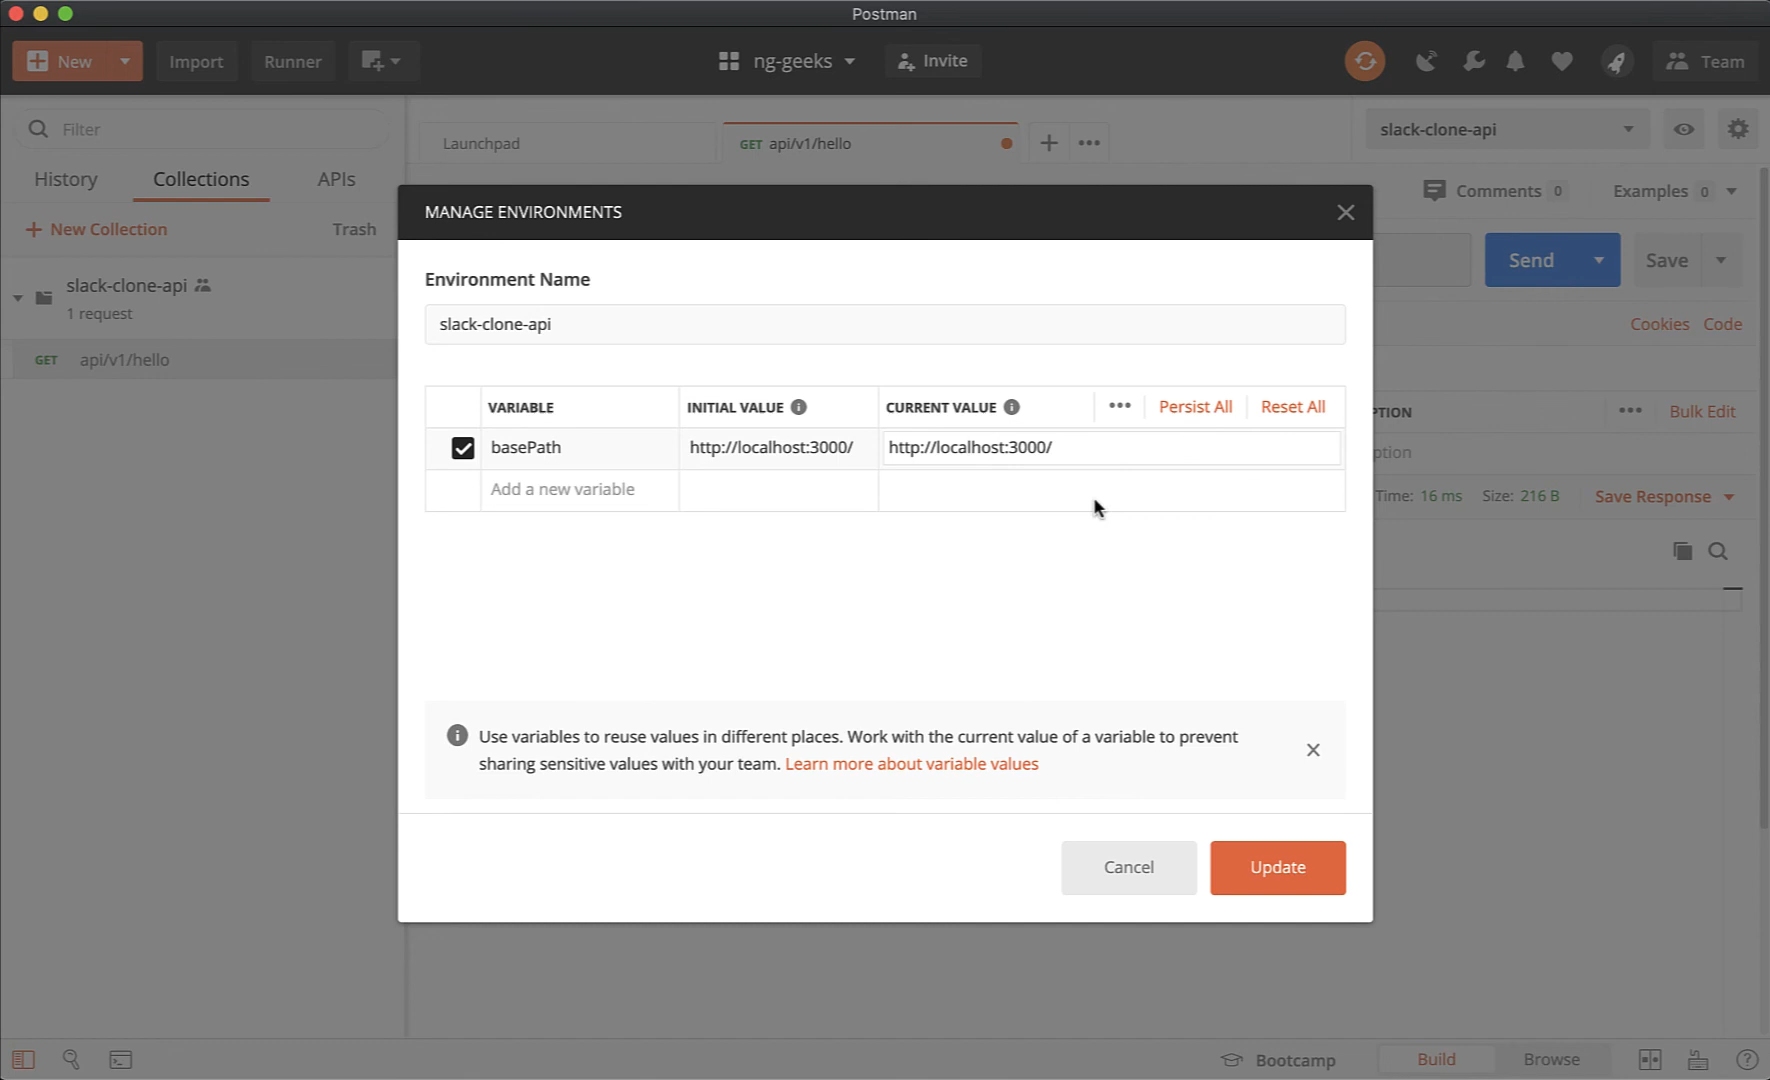 Postman
New
Import
Runner
ng-geeks
Invite
Team
Filter
Launchpad
GET api/v1/hello
slack-clone-api
History
Collections
APIs
Comments 0
Examples 0
New Collection
Trash
MANAGE ENVIRONMENTS
Send
Save
slack-clone-api
1 request
Environment Name
slack-clone-api
Cookies Code
GET api/v1/hello
VARIABLE INITIAL VALUE CURRENT VALUE Persist All Reset All
PTION
Bulk Edit
basePath http://localhost:3000/ http://localhost:3000/
ption
Add a new variable
Time: 16 ms Size: 216 B Save Response
Use variables to reuse values in different places. Work with the current value of a variable to prevent
sharing sensitive values with your team. Learn more about variable values
Cancel
Update
Bootcamp
Build
Browse